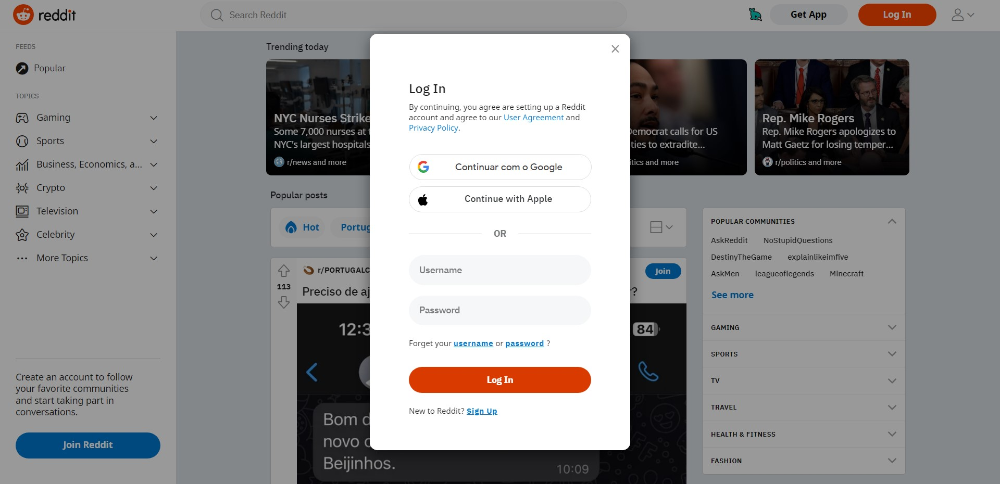 reddit
Search Reddit
Get App
Log In
FEEDS
Popular
TOPICS
Gaming
Sports
Business, Economics, a...
Crypto
Television
Celebrity
More Topics
Create an account to follow
your favorite communities
and start taking part in
conversations.
Join Reddit
Trending today
NYC Nurses Strike
Some 7,000 nurses at
NYC's largest hospitals
r/news and more
Democrat calls for US
ties to extradite...
itics and more
Rep. Mike Rogers
Rep. Mike Rogers apologizes to
Matt Gaetz for losing temper...
r/politics and more
Popular posts
Hot
Portug
113
r/PORTUGALC
Join
Preciso de aj
r?
12:3
84
Bom d
novo c
Beijinhos.
10:09
Log In
By continuing, you agree are setting up a Reddit
account and agree to our User Agreement and
Privacy Policy.
Continuar com o Google
Continue with Apple
OR
Username
Password
Forget your username or password ?
Log In
New to Reddit? Sign Up
POPULAR COMMUNITIES
AskReddit NoStupidQuestions
DestinyTheGame explainlikeimfive
AskMen leagueoflegends Minecraft
See more
GAMING
SPORTS
TV
TRAVEL
HEALTH & FITNESS
FASHION